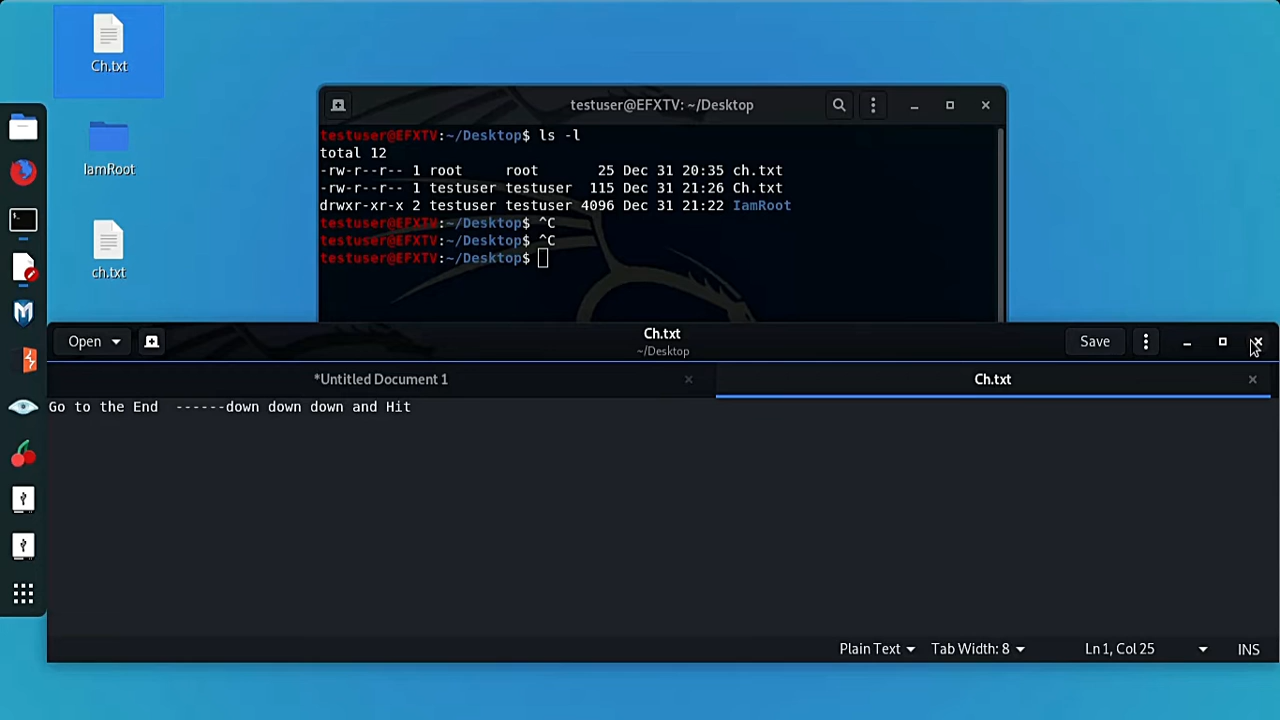 Ch.txt
IamRoot
ch.txt
testuser@EFXTV: ~/Desktop
testuser@EFXTV:~/Desktop$ ls -l
total 12
-rw-r--r-- 1 root     root       25 Dec 31 20:35 ch.txt
-rw-r--r-- 1 testuser testuser  115 Dec 31 21:26 Ch.txt
drwxr-xr-x 2 testuser testuser 4096 Dec 31 21:22 IamRoot
testuser@EFXTV:~/Desktop$ ^C
testuser@EFXTV:~/Desktop$ ^C
testuser@EFXTV:~/Desktop$
Open
Ch.txt
~/Desktop
Save
*Untitled Document 1
Ch.txt
Go to the End  ------down down down and Hit
Plain Text
Tab Width: 8
Ln 1, Col 25
INS